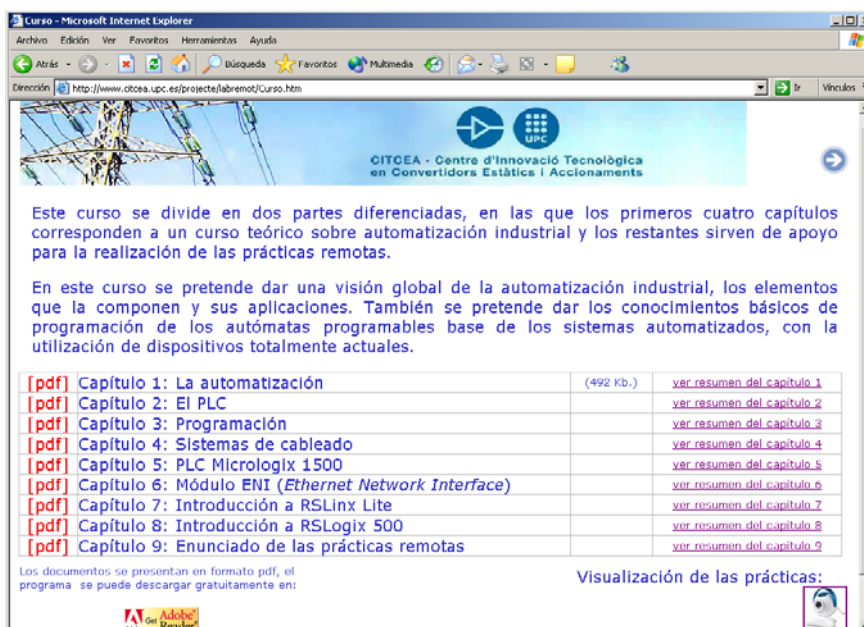 Curso - Microsoft Internet Explorer
Archivo Edición Ver Favoritos Herramientas Ayuda
Atrás Búsqueda Favoritos Multimedia
Dirección http://www.citcea.upc.es/projecte/labremot/Curso.htm Ir Vínculos
UPC
CITCEA - Centre d'Innovació Tecnològica
en Convertidors Estàtics i Accionaments
Este curso se divide en dos partes diferenciadas, en las que los primeros cuatro capítulos
corresponden a un curso teórico sobre automatización industrial y los restantes sirven de apoyo
para la realización de las prácticas remotas.
En este curso se pretende dar una visión global de la automatización industrial, los elementos
que la componen y sus aplicaciones. También se pretende dar los conocimientos básicos de
programación de los autómatas programables base de los sistemas automatizados, con la
utilización de dispositivos totalmente actuales.
[pdf] Capítulo 1: La automatización (492 Kb.) ver resumen del capítulo 1
[pdf] Capítulo 2: El PLC ver resumen del capítulo 2
[pdf] Capítulo 3: Programación ver resumen del capítulo 3
[pdf] Capítulo 4: Sistemas de cableado ver resumen del capítulo 4
[pdf] Capítulo 5: PLC Micrologix 1500 ver resumen del capítulo 5
[pdf] Capítulo 6: Módulo ENI (Ethernet Network Interface) ver resumen del capítulo 6
[pdf] Capítulo 7: Introducción a RSLinx Lite ver resumen del capítulo 7
[pdf] Capítulo 8: Introducción a RSLogix 500 ver resumen del capítulo 8
[pdf] Capítulo 9: Enunciado de las prácticas remotas ver resumen del capítulo 9
Los documentos se presentan en formato pdf, el
programa se puede descargar gratuitamente en:
Visualización de las prácticas:
Get Adobe®
Reader®